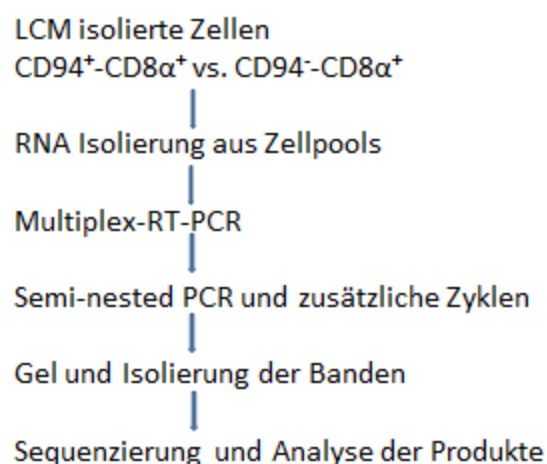 LCM isolierte Zellen
CD94⁺-CD8α⁺ vs. CD94⁻-CD8α⁺
RNA Isolierung aus Zellpools
Multiplex-RT-PCR
Semi-nested PCR und zusätzliche Zyklen
Gel und Isolierung der Banden
Sequenzierung und Analyse der Produkte